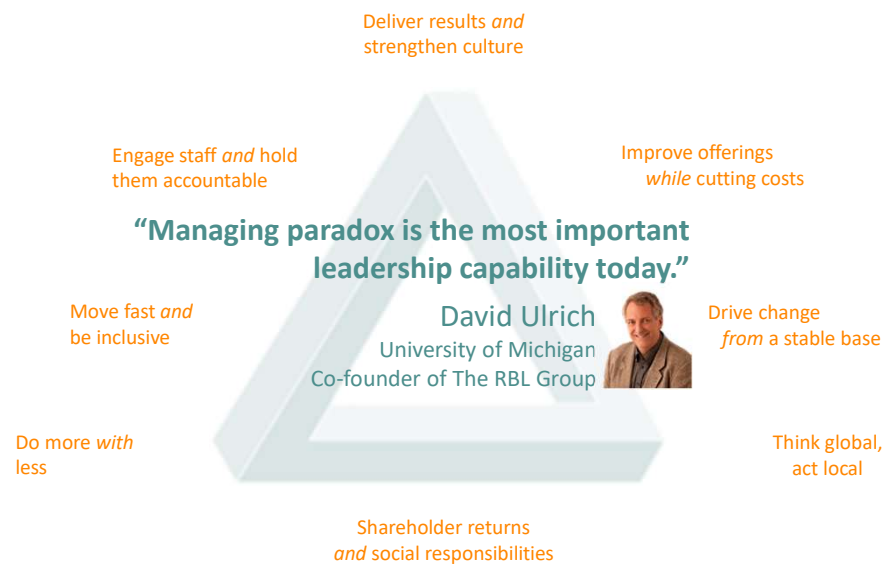 Deliver results and
strengthen culture
Engage staff and hold
them accountable
Improve offerings
while cutting costs
“Managing paradox is the most important
leadership capability today.”
Move fast and
be inclusive
David Ulrich
University of Michigan
Co-founder of The RBL Group
Drive change
from a stable base
Do more with
less
Think global,
act local
Shareholder returns
and social responsibilities